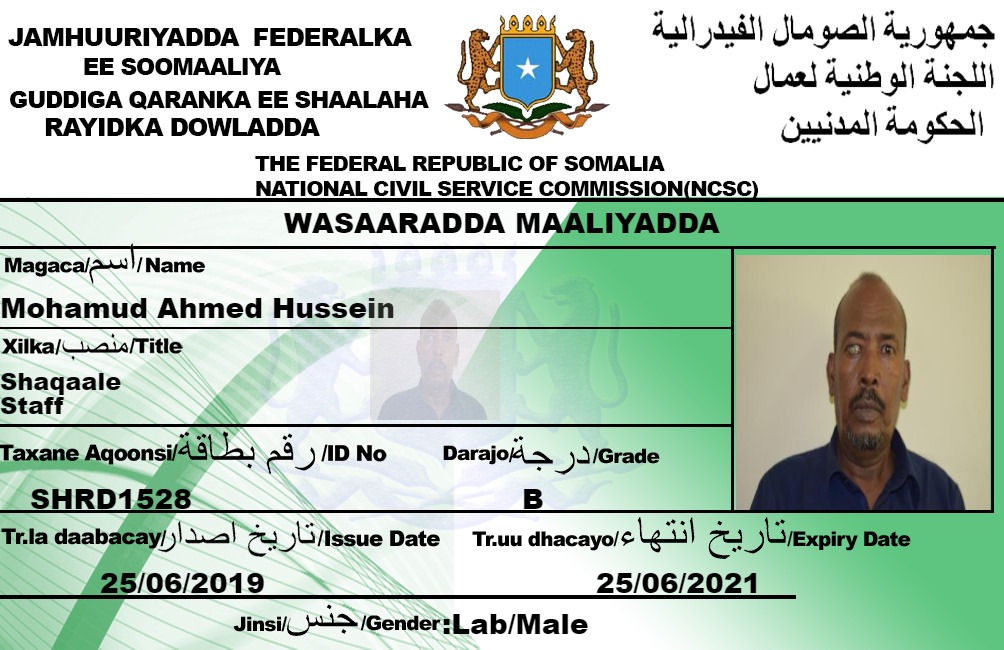 JAMHUURIYADDA FEDERALKA
EE SOOMAALIYA
GUDDIGA QARANKA EE SHAALAHA
RAYIDKA DOWLADDA
جمهورية الصومال الفيدرالية
اللجنة الوطنية لعمال
الحكومة المدنيين
THE FEDERAL REPUBLIC OF SOMALIA
NATIONAL CIVIL SERVICE COMMISSION(NCSC)
WASAARADDA MAALIYADDA
Magaca/اسم/Name
Mohamud Ahmed Hussein
Xilka/منصب/Title
Shaqaale
Staff
Taxane Aqoonsi/رقم بطاقة/ID No
SHRD1528
Darajo/درجة/Grade
B
Tr.la daabacay/تاريخ اصدار/Issue Date
25/06/2019
Tr.uu dhacayo/تاريخ انتهاء/Expiry Date
25/06/2021
Jinsi/جنس/Gender:Lab/Male